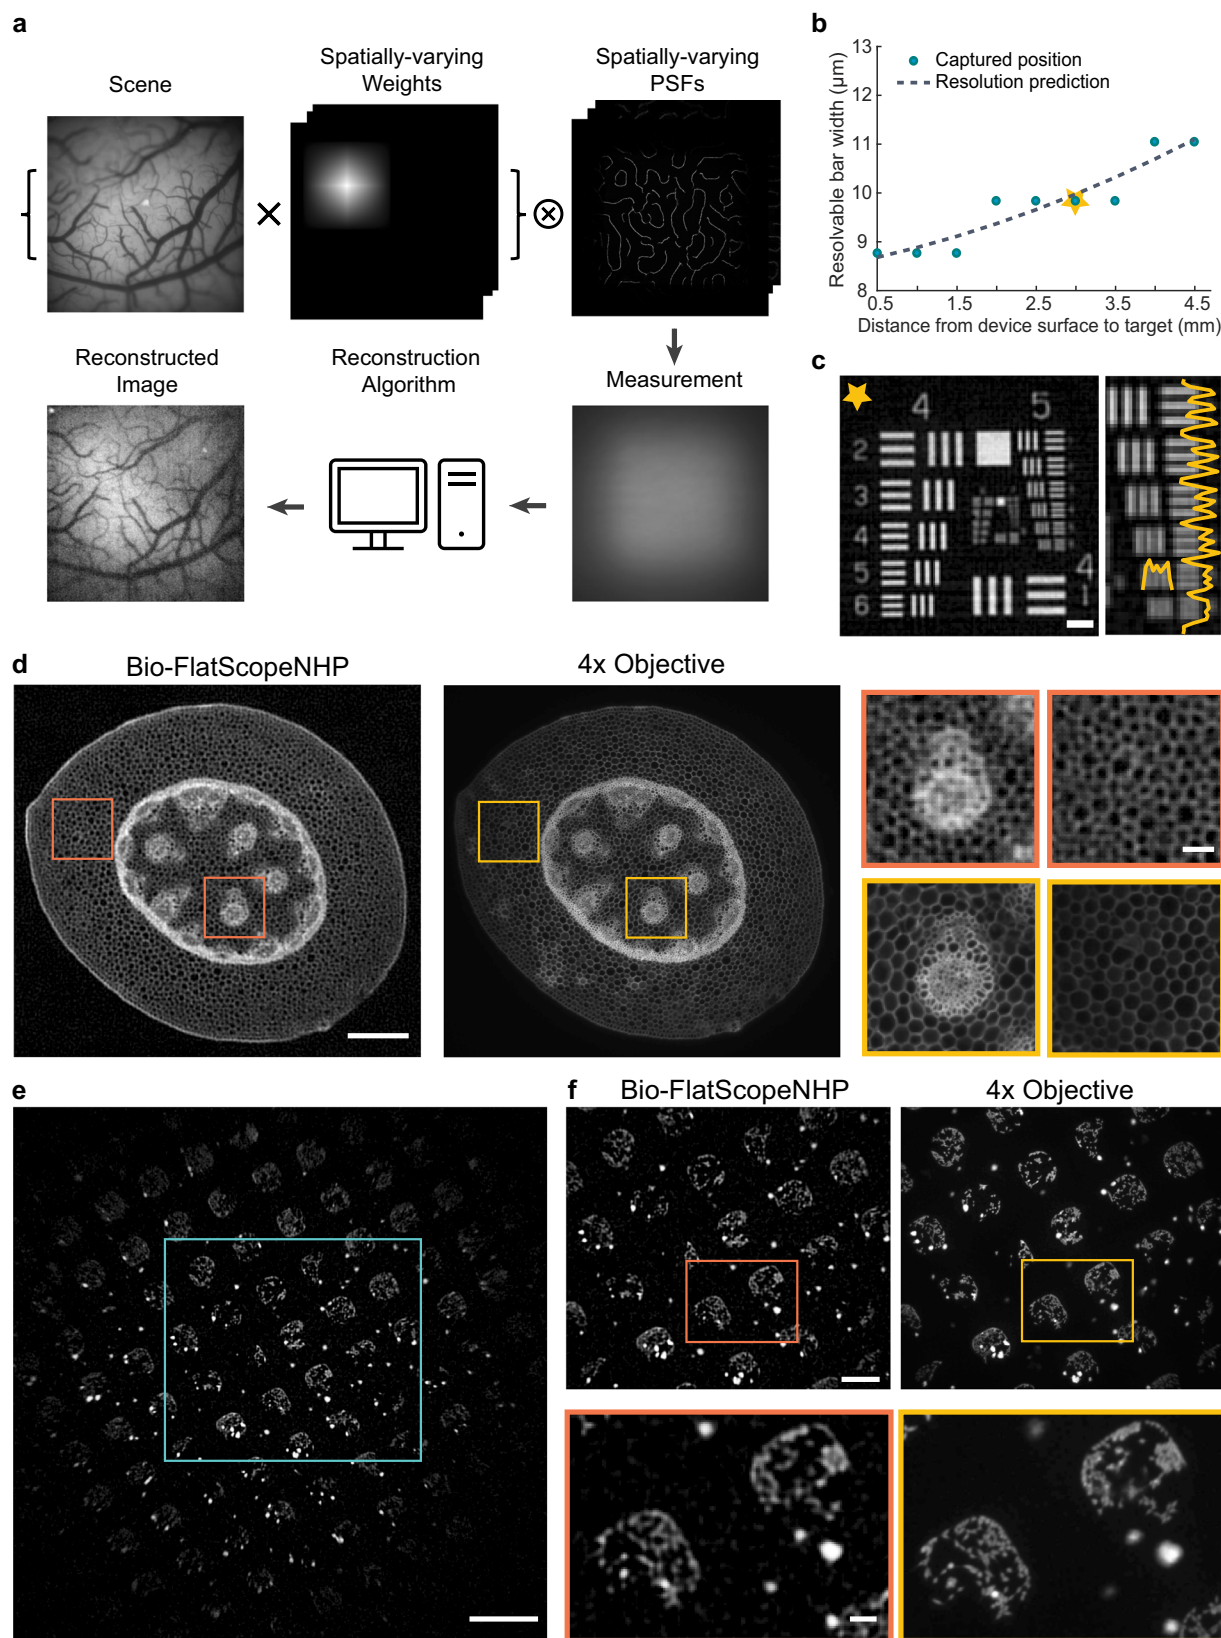 a
Scene
Spatially-varying
Weights
Spatially-varying
PSFs
Reconstructed
Image
Reconstruction
Algorithm
Measurement
b
Resolvable bar width (µm)
13
11
10
9
8
Captured position
Resolution prediction
0.5 1.5 2.5 3.5 4.5
Distance from device surface to target (mm)
c
4 5
2
3
4
5
6
4
1
d
Bio-FlatScopeNHP
4x Objective
e
f
Bio-FlatScopeNHP
4x Objective